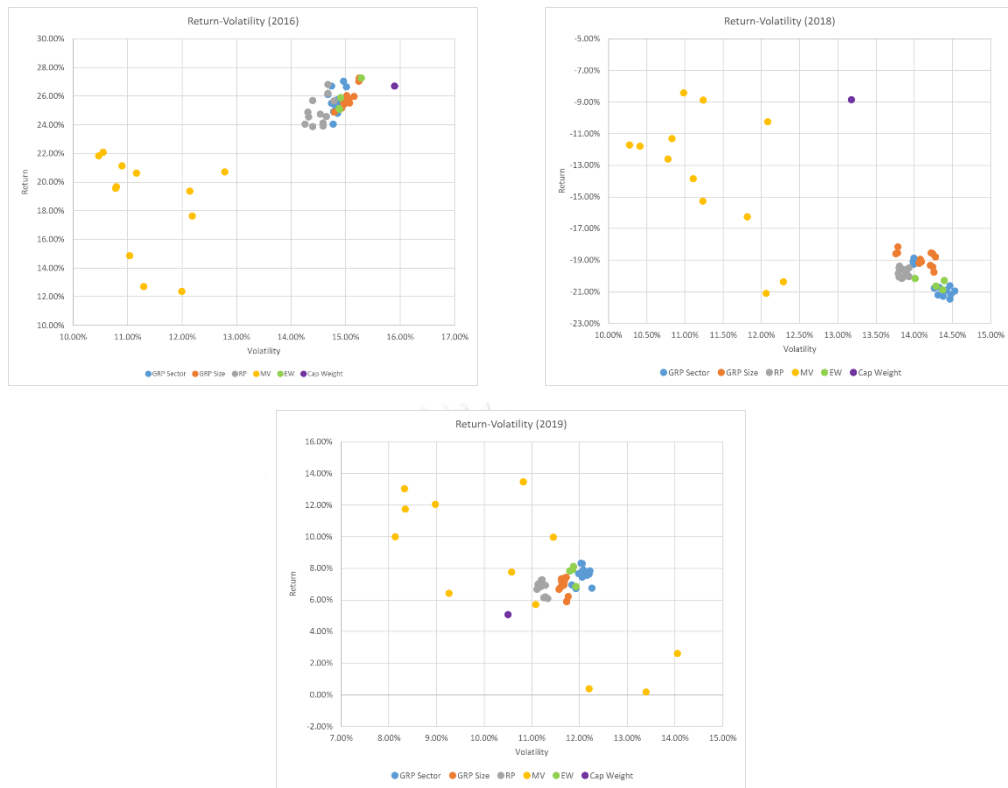 Return-Volatility (2016)
30.00%
28.00%
26.00%
24.00%
22.00%
20.00%
18.00%
16.00%
14.00%
12.00%
10.00%
Return
10.00% 11.00% 12.00% 13.00% 14.00% 15.00% 16.00% 17.00%
Volatility
GRP Sector GRP Size RP MV EW Cap Weight
Return-Volatility (2018)
-5.00%
-7.00%
-9.00%
-11.00%
-13.00%
-15.00%
-17.00%
-19.00%
-21.00%
-23.00%
Return
10.00% 10.50% 11.00% 11.50% 12.00% 12.50% 13.00% 13.50% 14.00% 14.50% 15.00%
Volatility
GRP Sector GRP Size RP MV EW Cap Weight
Return-Volatility (2019)
16.00%
14.00%
12.00%
10.00%
8.00%
6.00%
4.00%
2.00%
0.00%
-2.00%
Return
7.00% 8.00% 9.00% 10.00% 11.00% 12.00% 13.00% 14.00% 15.00%
Volatility
GRP Sector GRP Size RP MV EW Cap Weight